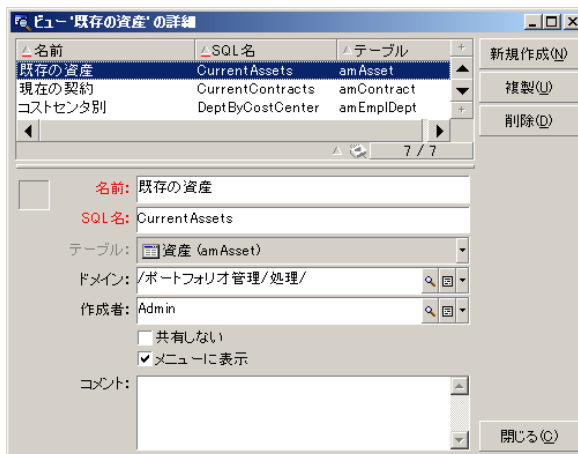 ビュー '既存の資産' の詳細
名前 SQL名 テーブル
既存の資産 CurrentAssets amAsset
現在の契約 CurrentContracts amContract
コストセンタ別 DeptByCostCenter amEmplDept
7 / 7
新規作成(N)
複製(U)
削除(D)
名前: 既存の資産
SQL名: CurrentAssets
テーブル: 資産 (amAsset)
ドメイン: /ポートフォリオ管理/処理/
作成者: Admin
共有しない
メニューに表示
コメント:
閉じる(C)